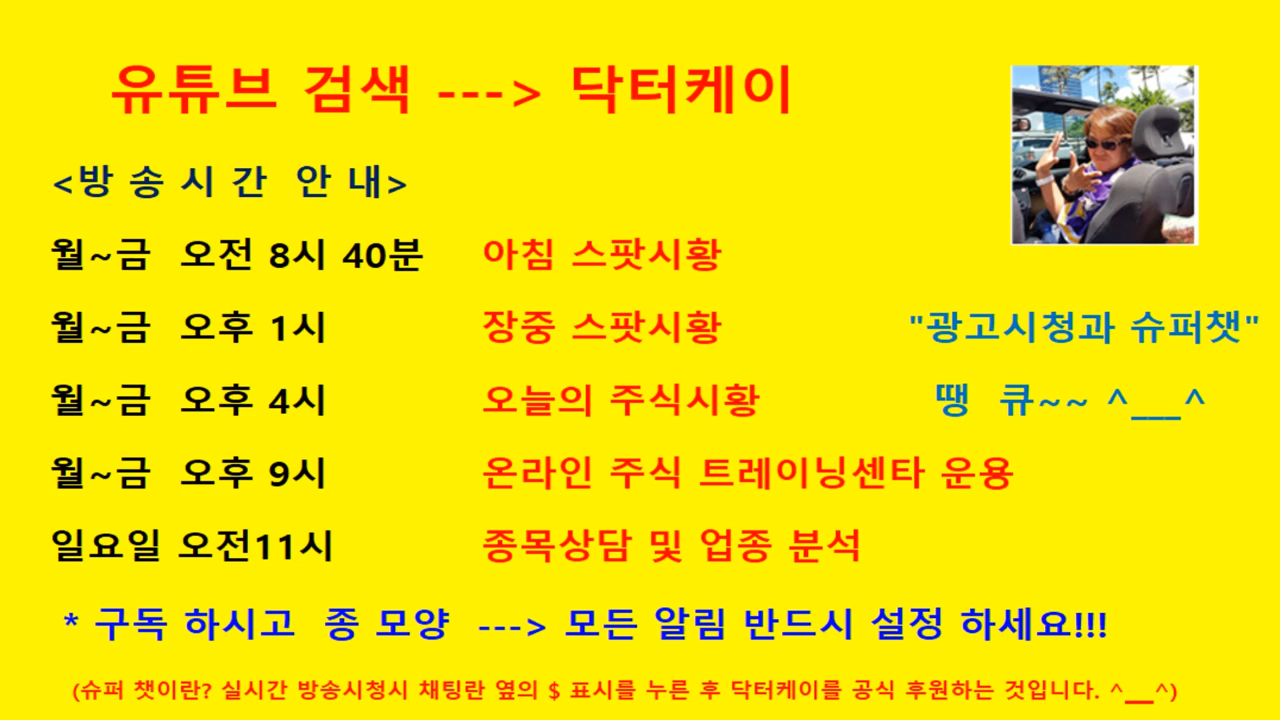 유튜브 검색 ---> 닥터케이
<방 송 시 간  안 내>
월~금  오전 8시 40분  아침 스팟시황
월~금  오후 1시  장중 스팟시황  "광고시청과 슈퍼챗"
월~금  오후 4시  오늘의 주식시황  땡  큐~~ ^___^
월~금  오후 9시  온라인 주식 트레이닝센타 운용
일요일 오전11시  종목상담 및 업종 분석
* 구독 하시고  종 모양  ---> 모든 알림 반드시 설정 하세요!!!
(슈퍼 챗이란? 실시간 방송시청시 채팅란 옆의 $ 표시를 누른 후 닥터케이를 공식 후원하는 것입니다. ^__^)